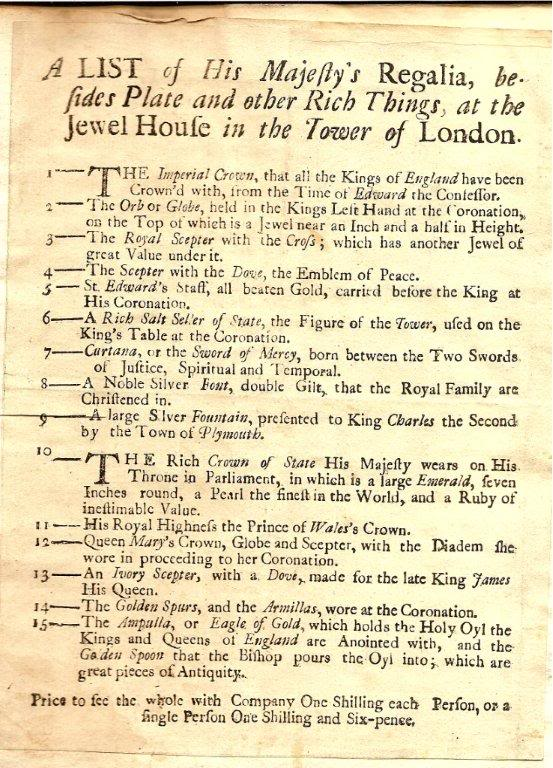 A LIST of His Majeſty's Regalia, be-
ſides Plate and other Rich Things, at the
Jewel Houſe in the Tower of London.
1——THE Imperial Crown, that all the Kings of England have been
Crown'd with, from the Time of Edward the Confeſſor.
2——The Orb or Globe, held in the Kings Left Hand at the Coronation,
on the Top of which is a Jewel near an Inch and a half in Height.
3——The Royal Scepter with the Croſs; which has another Jewel of
great Value under it.
4——The Scepter with the Dove, the Emblem of Peace.
5——St. Edward's Staff, all beaten Gold, carried before the King at
His Coronation.
6——A Rich Salt Seller of State, the Figure of the Tower, uſed on the
King's Table at the Coronation.
7——Curtana, or the Sword of Mercy, born between the Two Swords
of Juſtice, Spiritual and Temporal.
8——A Noble Silver Font, double Gilt, that the Royal Family are
Chriſtened in.
9——A large Silver Fountain, preſented to King Charles the Second
by the Town of Plymouth.
10——THE Rich Crown of State His Majeſty wears on His
Throne in Parliament, in which is a large Emerald, ſeven
Inches round, a Pearl the fineſt in the World, and a Ruby of
ineſtimable Value.
11——His Royal Highneſs the Prince of Wales's Crown.
12——Queen Mary's Crown, Globe and Scepter, with the Diadem ſhe
wore in proceeding to her Coronation.
13——An Ivory Scepter, with a Dove, made for the late King James
His Queen.
14——The Golden Spurs, and the Armillas, wore at the Coronation.
15——The Ampulla, or Eagle of Gold, which holds the Holy Oyl the
Kings and Queens of England are Anointed with, and the
Golden Spoon that the Biſhop pours the Oyl into; which are
great pieces of Antiquity.
Price to ſee the whole with Company One Shilling each Perſon, or a
ſingle Perſon One Shilling and Six-pence.